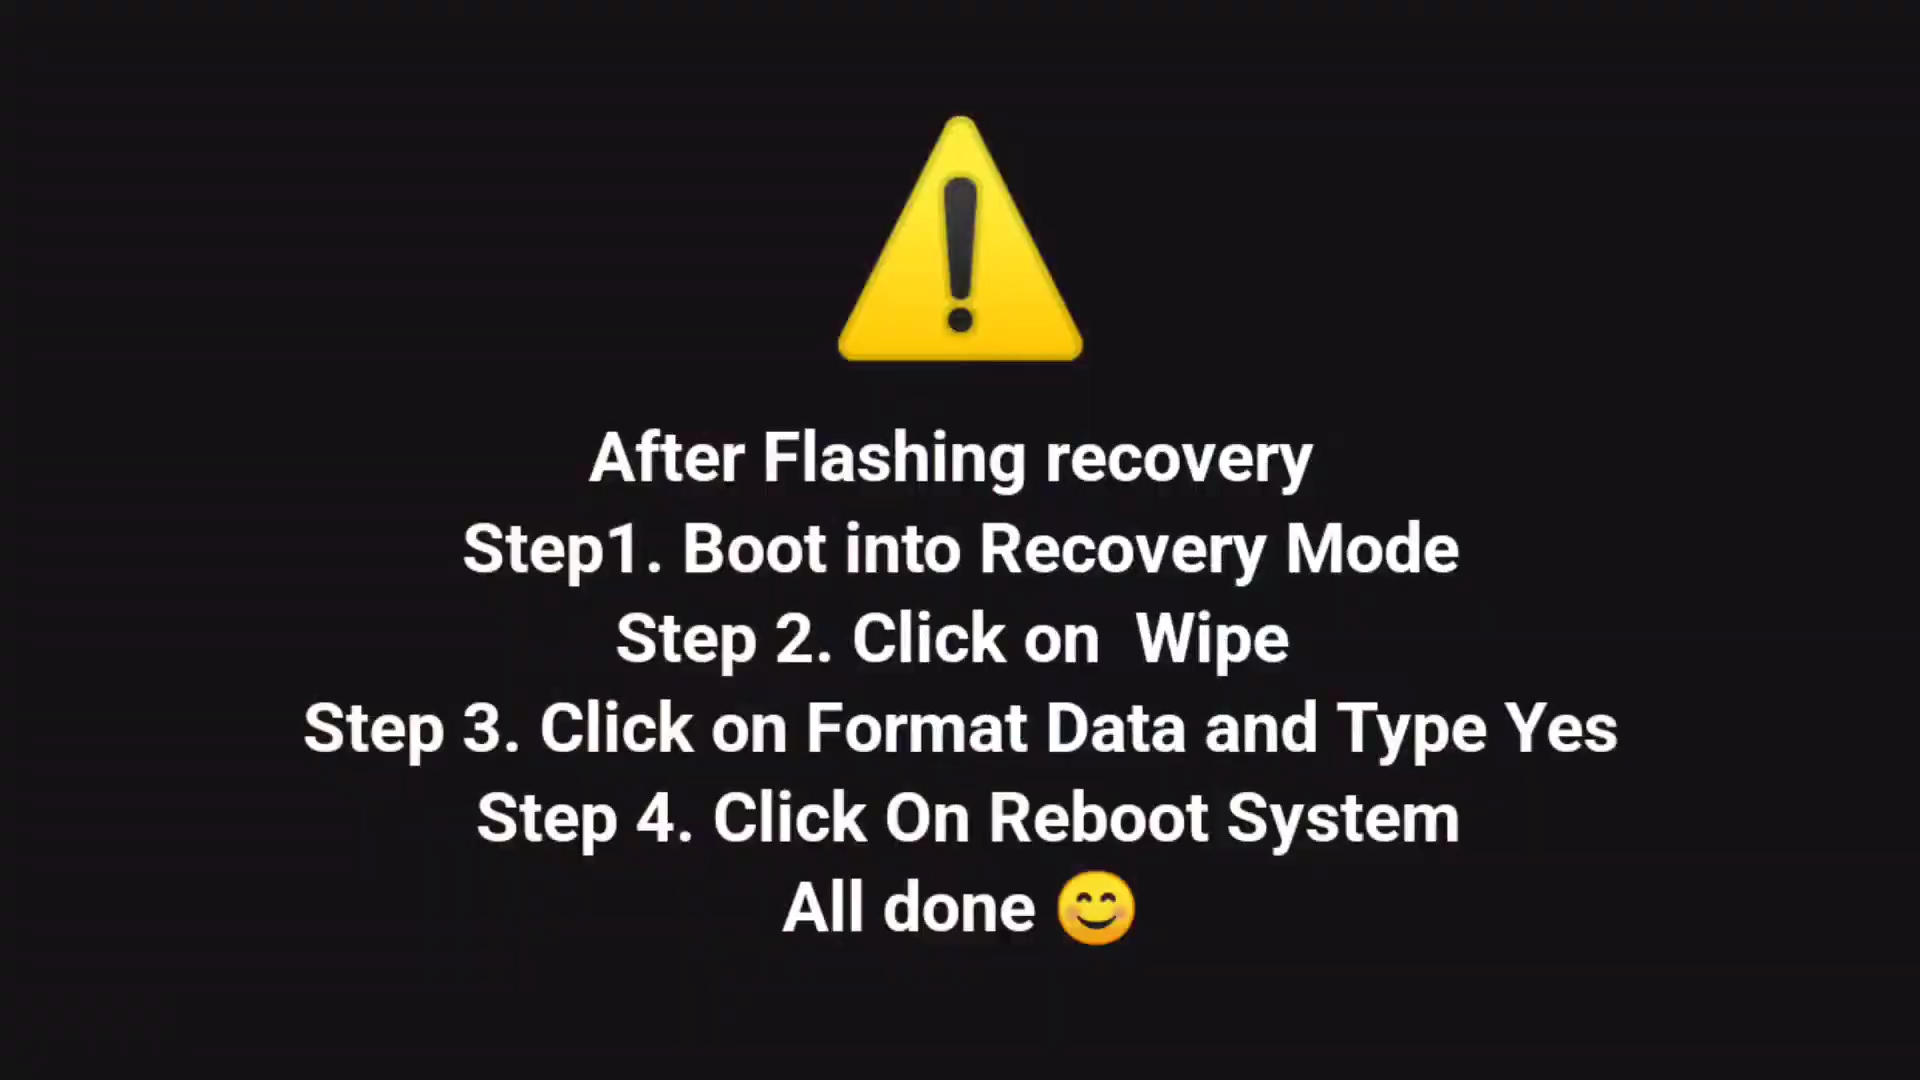 After Flashing recovery
Step1. Boot into Recovery Mode
Step 2. Click on  Wipe
Step 3. Click on Format Data and Type Yes
Step 4. Click On Reboot System
All done 😊